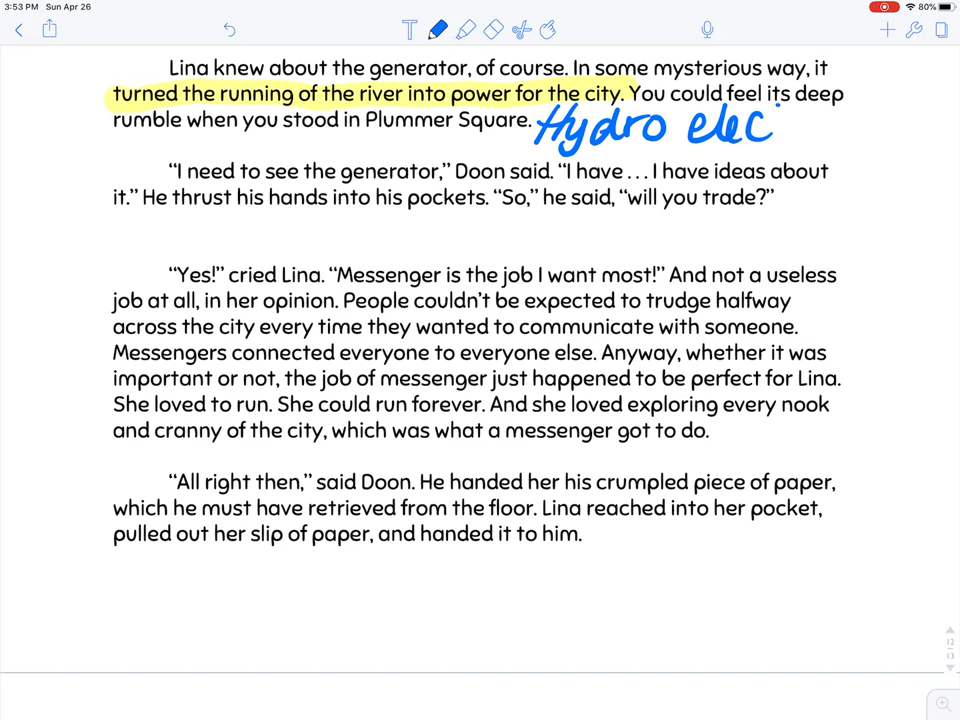 3:53 PM Sun Apr 26
80%
Lina knew about the generator, of course. In some mysterious way, it
turned the running of the river into power for the city. You could feel its deep
rumble when you stood in Plummer Square.
Hydro elec
“I need to see the generator,” Doon said. “I have . . . I have ideas about
it.” He thrust his hands into his pockets. “So,” he said, “will you trade?”
“Yes!” cried Lina. “Messenger is the job I want most!” And not a useless
job at all, in her opinion. People couldn’t be expected to trudge halfway
across the city every time they wanted to communicate with someone.
Messengers connected everyone to everyone else. Anyway, whether it was
important or not, the job of messenger just happened to be perfect for Lina.
She loved to run. She could run forever. And she loved exploring every nook
and cranny of the city, which was what a messenger got to do.
“All right then,” said Doon. He handed her his crumpled piece of paper,
which he must have retrieved from the floor. Lina reached into her pocket,
pulled out her slip of paper, and handed it to him.
12
13